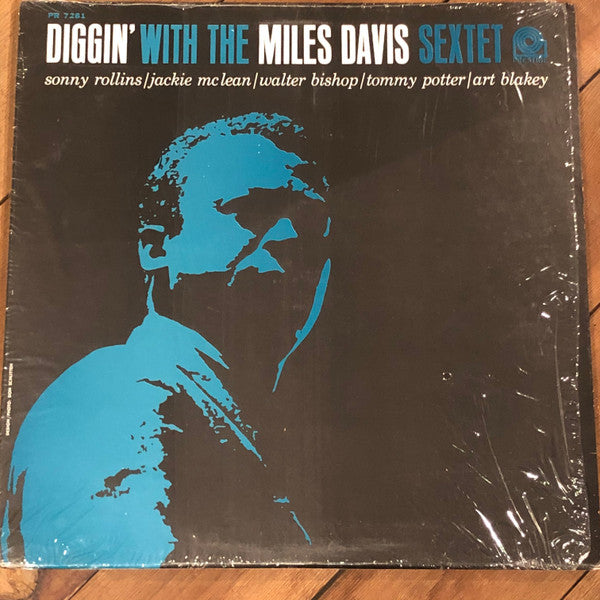 PR 7281
DIGGIN' WITH THE MILES DAVIS SEXTET
sonny rollins/jackie mclean/walter bishop/tommy potter/art blakey